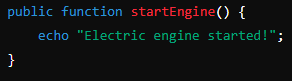 public function startEngine() {
    echo "Electric engine started!";
}